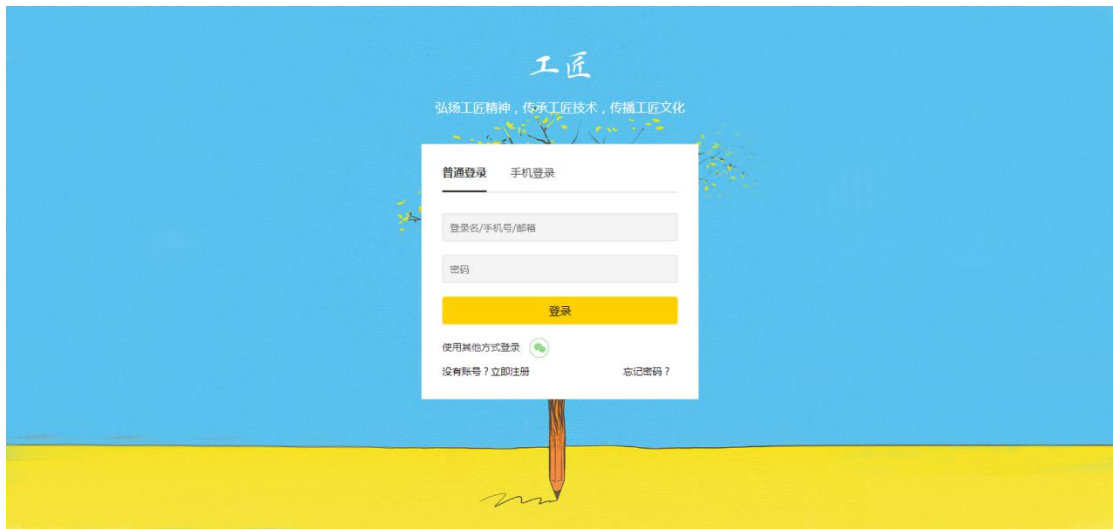 工匠
弘扬工匠精神，传承工匠技术，传播工匠文化
普通登录 手机登录
登录名/手机号/邮箱
密码
登录
使用其他方式登录
没有账号？立即注册 忘记密码？